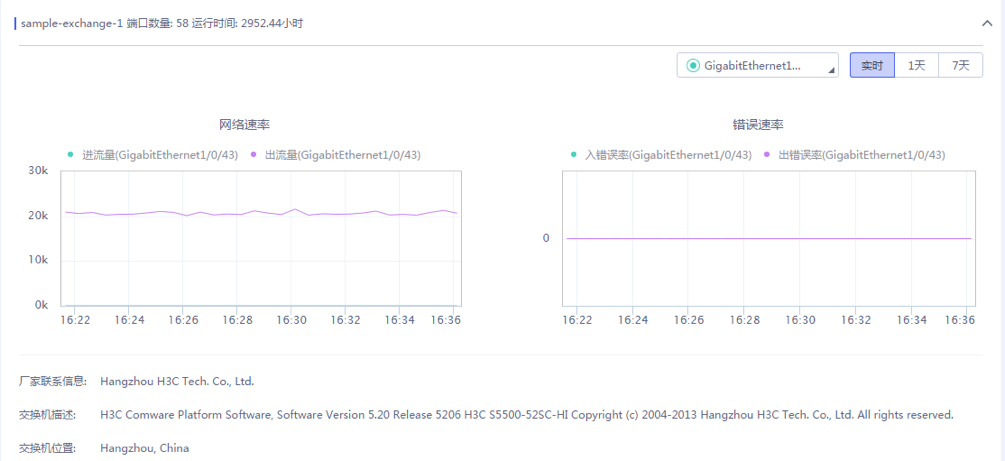 sample-exchange-1 端口数量: 58 运行时间: 2952.44小时
GigabitEthernet1...
实时 1天 7天
网络速率
进流量(GigabitEthernet1/0/43) 出流量(GigabitEthernet1/0/43)
30k
20k
10k
0k
16:22 16:24 16:26 16:28 16:30 16:32 16:34 16:36
错误速率
入错误率(GigabitEthernet1/0/43) 出错误率(GigabitEthernet1/0/43)
0
16:22 16:24 16:26 16:28 16:30 16:32 16:34 16:36
厂家联系信息: Hangzhou H3C Tech. Co., Ltd.
交换机描述: H3C Comware Platform Software, Software Version 5.20 Release 5206 H3C S5500-52SC-HI Copyright (c) 2004-2013 Hangzhou H3C Tech. Co., Ltd. All rights reserved.
交换机位置: Hangzhou, China